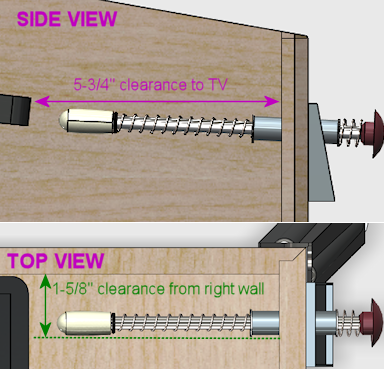 SIDE VIEW
5-3/4" clearance to TV
TOP VIEW
1-5/8" clearance from right wall